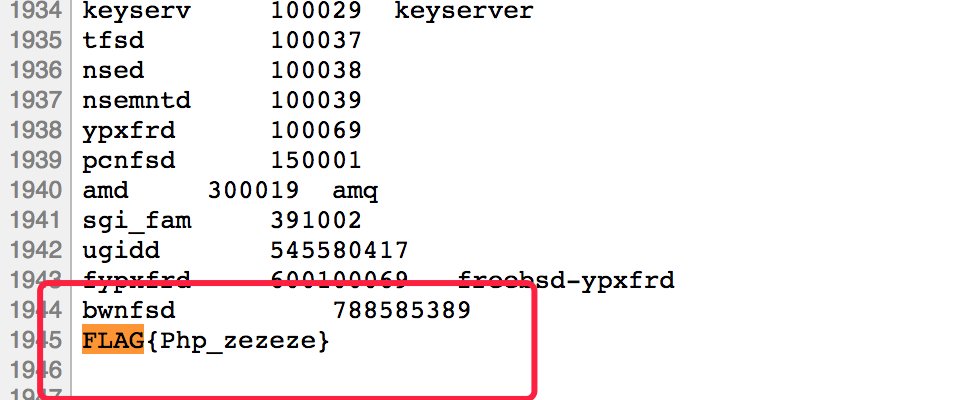 1934 keyserv 100029 keyserver
1935 tfsd 100037
1936 nsed 100038
1937 nsemntd 100039
1938 ypxfrd 100069
1939 pcnfsd 150001
1940 amd 300019 amq
1941 sgi_fam 391002
1942 ugidd 545580417
1943 fypxfrd 600100069 freebsd-ypxfrd
1944 bwnfsd 788585389
1945 FLAG{Php_zezeze}
1946
1947